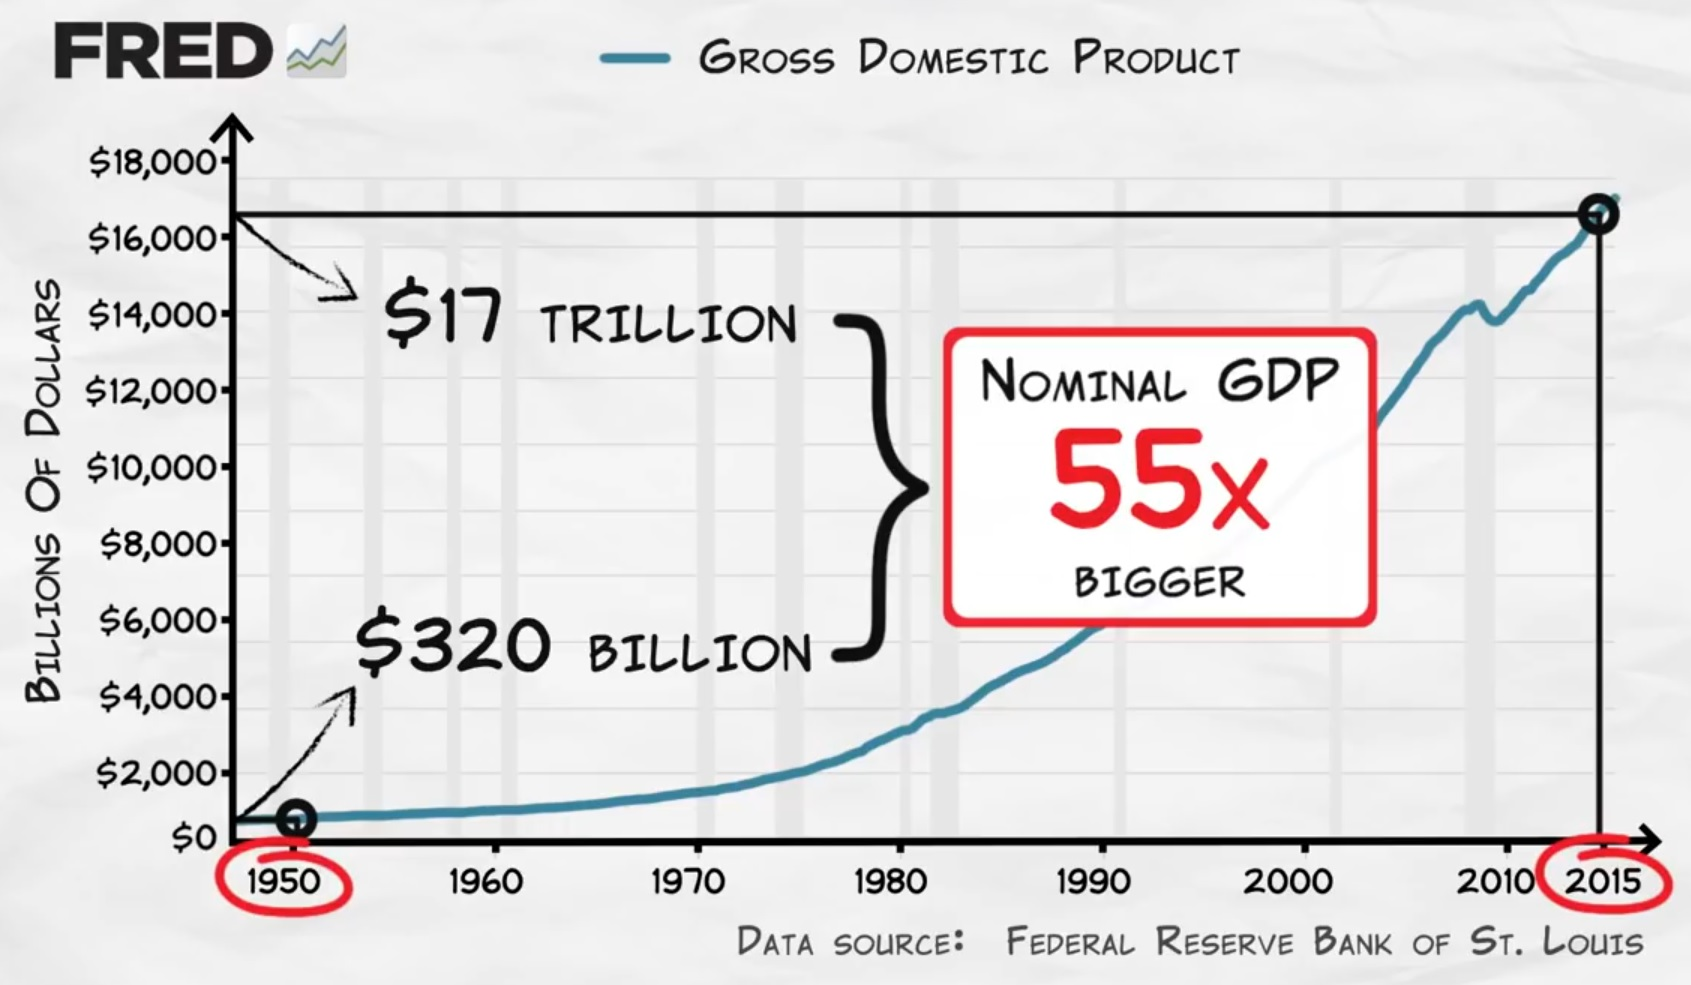 FRED
GROSS DOMESTIC PRODUCT
BILLIONS OF DOLLARS
$18,000
$16,000
$14,000
$12,000
$10,000
$8,000
$6,000
$4,000
$2,000
$0
$17 TRILLION
$320 BILLION
NOMINAL GDP
55x
BIGGER
1950 1960 1970 1980 1990 2000 2010 2015
DATA SOURCE: FEDERAL RESERVE BANK OF ST. LOUIS